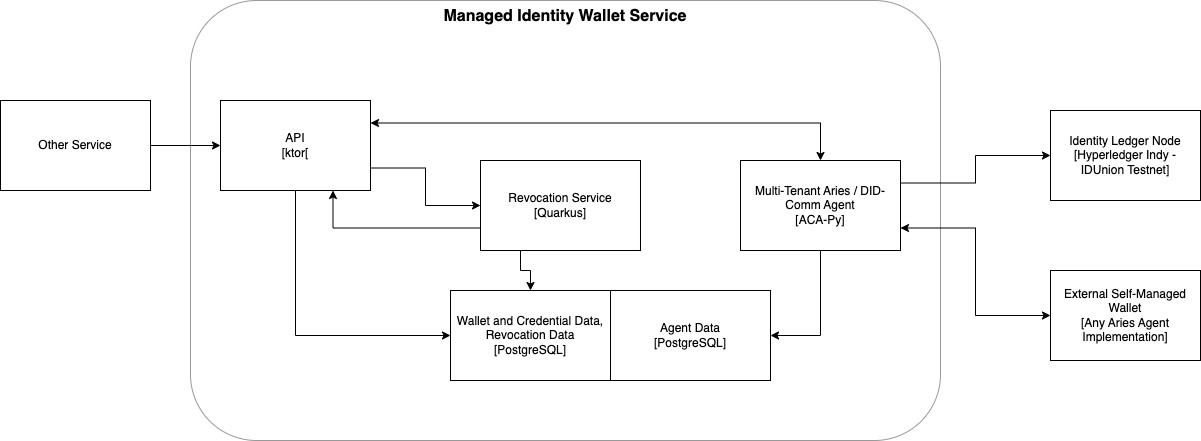 Managed Identity Wallet Service
Other Service
API
[ktor[
Revocation Service
[Quarkus]
Multi-Tenant Aries / DID-
Comm Agent
[ACA-Py]
Identity Ledger Node
[Hyperledger Indy -
IDUnion Testnet]
Wallet and Credential Data,
Revocation Data
[PostgreSQL]
Agent Data
[PostgreSQL]
External Self-Managed
Wallet
[Any Aries Agent
Implementation]